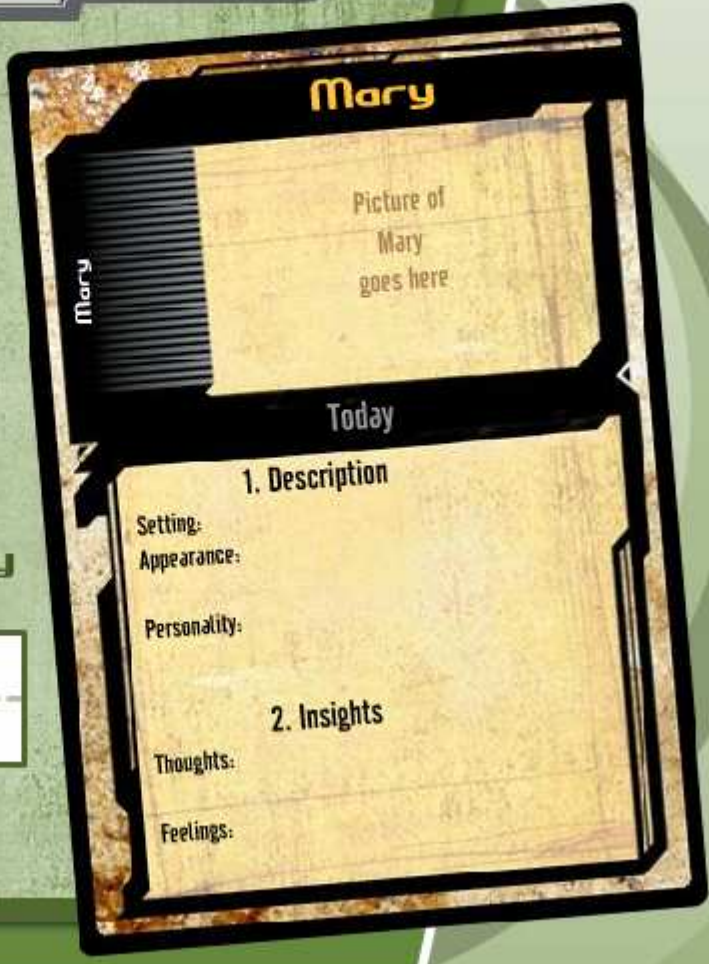 Mary
Mary
Picture of
Mary
goes here
Today
1. Description
Setting:
Appearance:
Personality:
2. Insights
Thoughts:
Feelings: